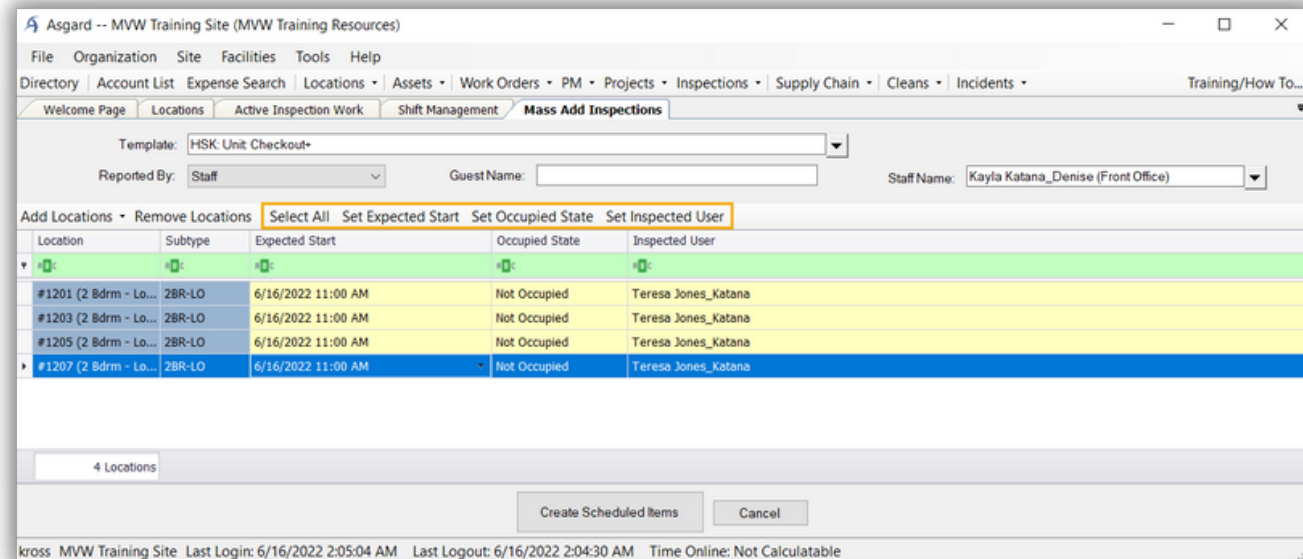 Asgard -- MVW Training Site (MVW Training Resources)
File Organization Site Facilities Tools Help
Directory Account List Expense Search Locations Assets Work Orders PM Projects Inspections Supply Chain Cleans Incidents Training/How To...
Welcome Page Locations Active Inspection Work Shift Management Mass Add Inspections
Template: HSK: Unit Checkout+
Reported By: Staff Guest Name: Staff Name: Kayla Katana_Denise (Front Office)
Add Locations Remove Locations Select All Set Expected Start Set Occupied State Set Inspected User
Location Subtype Expected Start Occupied State Inspected User
#1201 (2 Bdrm - Lo... 2BR-LO 6/16/2022 11:00 AM Not Occupied Teresa Jones_Katana
#1203 (2 Bdrm - Lo... 2BR-LO 6/16/2022 11:00 AM Not Occupied Teresa Jones_Katana
#1205 (2 Bdrm - Lo... 2BR-LO 6/16/2022 11:00 AM Not Occupied Teresa Jones_Katana
#1207 (2 Bdrm - Lo... 2BR-LO 6/16/2022 11:00 AM Not Occupied Teresa Jones_Katana
4 Locations
Create Scheduled Items Cancel
kross MVW Training Site Last Login: 6/16/2022 2:05:04 AM Last Logout: 6/16/2022 2:04:30 AM Time Online: Not Calculatable